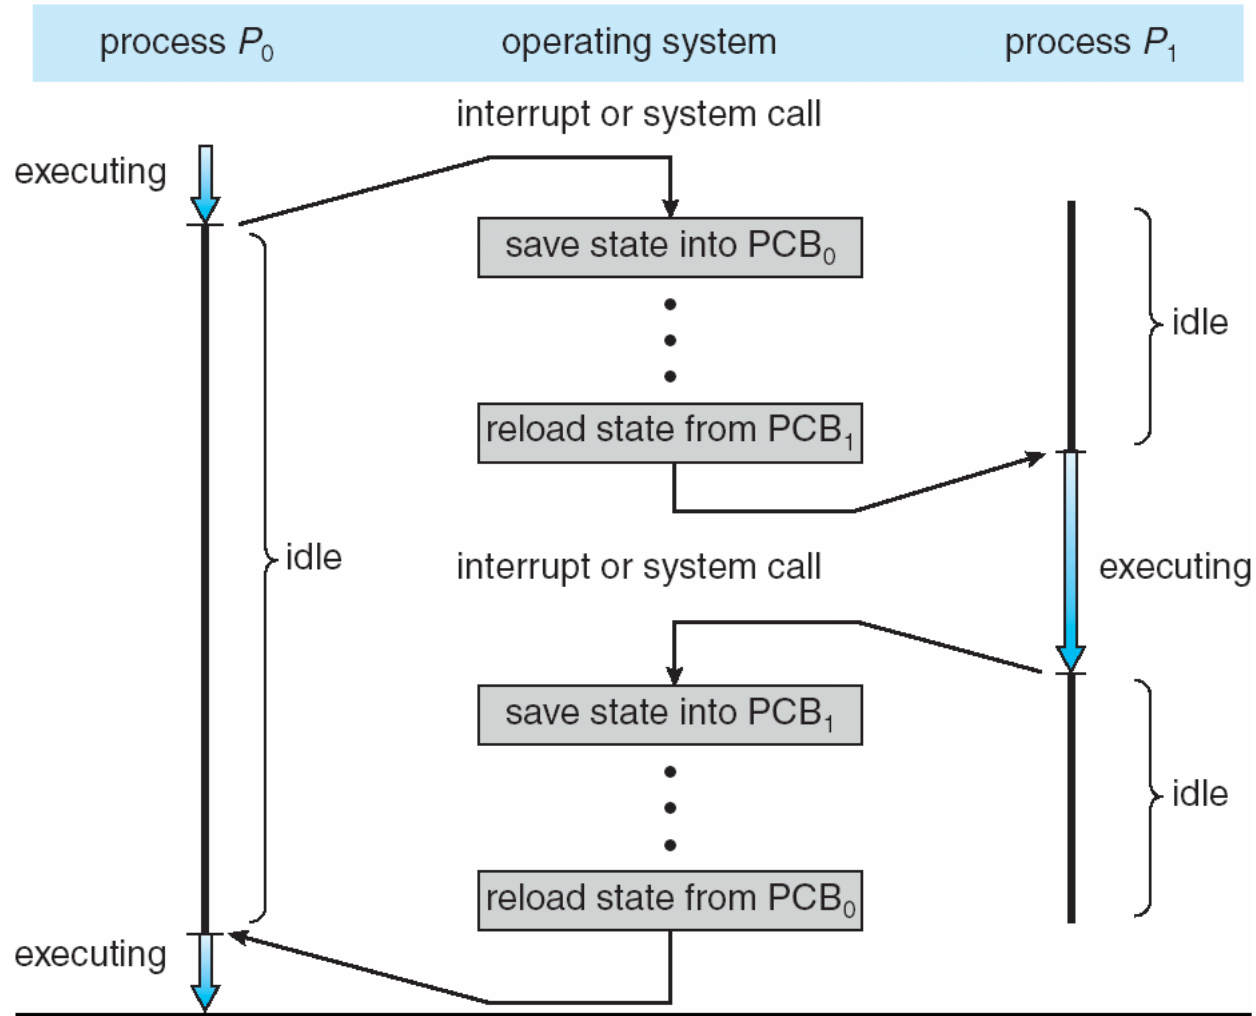 process P₀ operating system process P₁
interrupt or system call
executing
save state into PCB₀
idle
reload state from PCB₁
idle
interrupt or system call
executing
save state into PCB₁
idle
reload state from PCB₀
executing